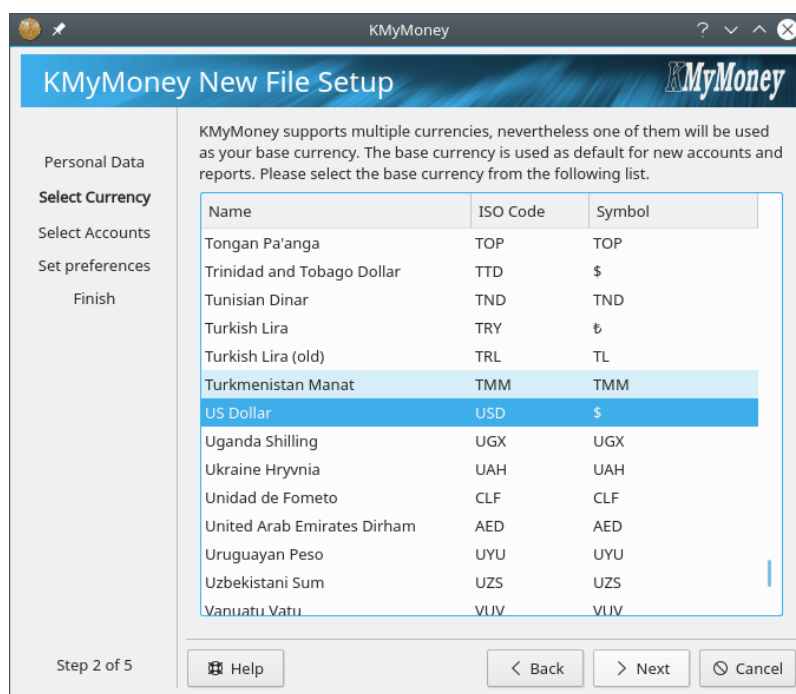 KMyMoney
KMyMoney New File Setup
KMyMoney
Personal Data
Select Currency
Select Accounts
Set preferences
Finish
KMyMoney supports multiple currencies, nevertheless one of them will be used
as your base currency. The base currency is used as default for new accounts and
reports. Please select the base currency from the following list.
Name ISO Code Symbol
Tongan Pa'anga TOP TOP
Trinidad and Tobago Dollar TTD $
Tunisian Dinar TND TND
Turkish Lira TRY ₺
Turkish Lira (old) TRL TL
Turkmenistan Manat TMM TMM
US Dollar USD $
Uganda Shilling UGX UGX
Ukraine Hryvnia UAH UAH
Unidad de Fometo CLF CLF
United Arab Emirates Dirham AED AED
Uruguayan Peso UYU UYU
Uzbekistani Sum UZS UZS
Vanuatu Vatu VUV VUV
Step 2 of 5
Help
< Back
> Next
Cancel